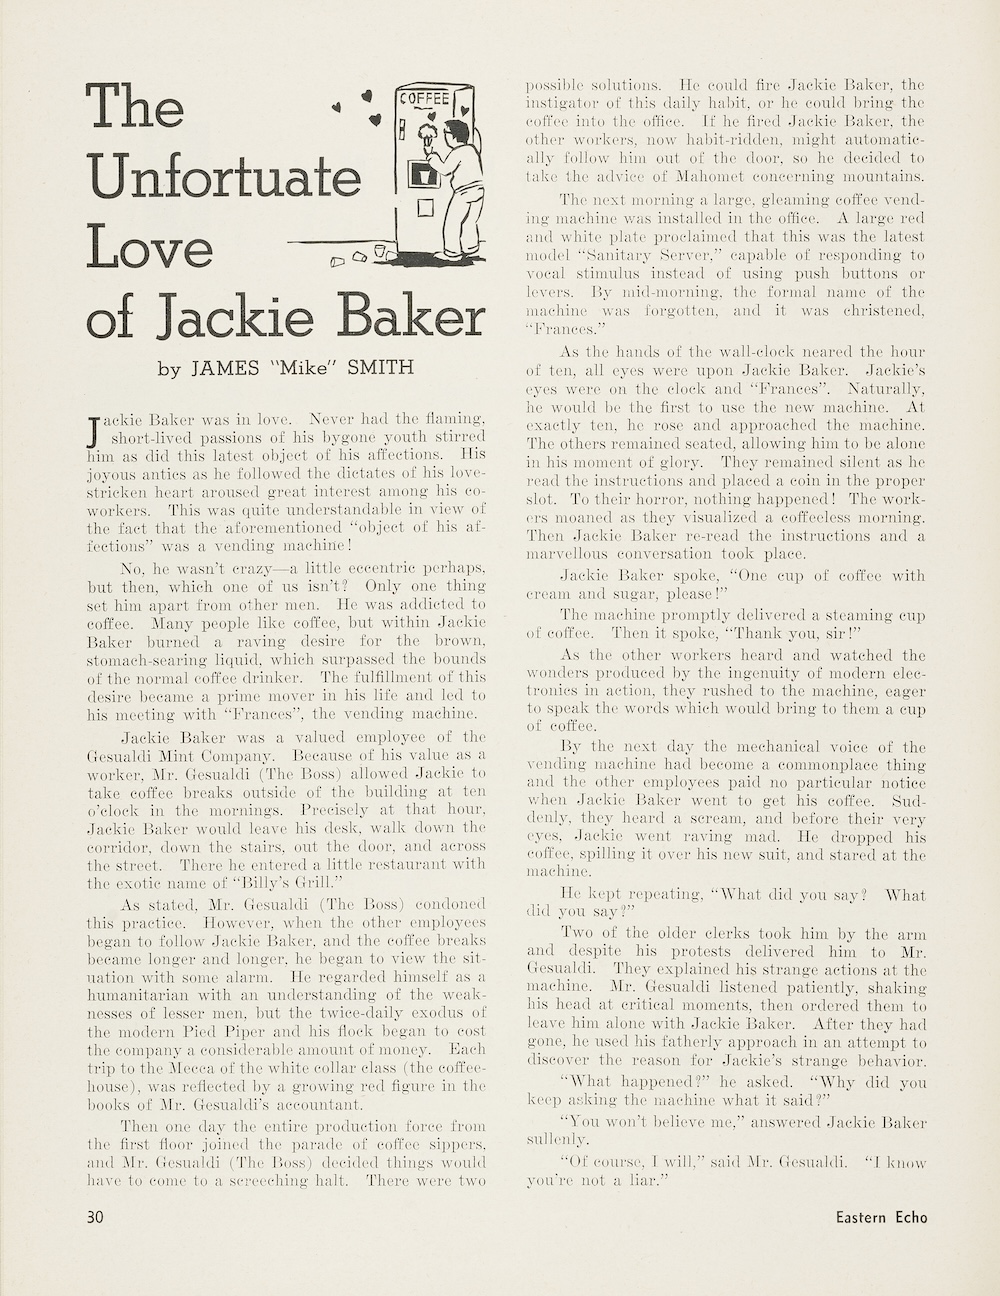 The
Unfortuate
Love
of Jackie Baker
COFFEE
by JAMES "Mike" SMITH
Jackie Baker was in love. Never had the flaming,
short-lived passions of his bygone youth stirred
him as did this latest object of his affections. His
joyous antics as he followed the dictates of his love-
stricken heart aroused great interest among his co-
workers. This was quite understandable in view of
the fact that the aforementioned "object of his af-
fections" was a vending machine!
No, he wasn't crazy—a little eccentric perhaps,
but then, which one of us isn't? Only one thing
set him apart from other men. He was addicted to
coffee. Many people like coffee, but within Jackie
Baker burned a raving desire for the brown,
stomach-searing liquid, which surpassed the bounds
of the normal coffee drinker. The fulfillment of this
desire became a prime mover in his life and led to
his meeting with "Frances", the vending machine.
Jackie Baker was a valued employee of the
Gesualdi Mint Company. Because of his value as a
worker, Mr. Gesualdi (The Boss) allowed Jackie to
take coffee breaks outside of the building at ten
o'clock in the mornings. Precisely at that hour,
Jackie Baker would leave his desk, walk down the
corridor, down the stairs, out the door, and across
the street. There he entered a little restaurant with
the exotic name of "Billy's Grill."
As stated, Mr. Gesualdi (The Boss) condoned
this practice. However, when the other employees
began to follow Jackie Baker, and the coffee breaks
became longer and longer, he began to view the sit-
uation with some alarm. He regarded himself as a
humanitarian with an understanding of the weak-
nesses of lesser men, but the twice-daily exodus of
the modern Pied Piper and his flock began to cost
the company a considerable amount of money. Each
trip to the Mecca of the white collar class (the coffee-
house), was reflected by a growing red figure in the
books of Mr. Gesualdi's accountant.
Then one day the entire production force from
the first floor joined the parade of coffee sippers,
and Mr. Gesualdi (The Boss) decided things would
have to come to a screeching halt. There were two
possible solutions. He could fire Jackie Baker, the
instigator of this daily habit, or he could bring the
coffee into the office. If he fired Jackie Baker, the
other workers, now habit-ridden, might automatic-
ally follow him out of the door, so he decided to
take the advice of Mahomet concerning mountains.
The next morning a large, gleaming coffee vend-
ing machine was installed in the office. A large red
and white plate proclaimed that this was the latest
model "Sanitary Server," capable of responding to
vocal stimulus instead of using push buttons or
levers. By mid-morning, the formal name of the
machine was forgotten, and it was christened,
"Frances."
As the hands of the wall-clock neared the hour
of ten, all eyes were upon Jackie Baker. Jackie's
eyes were on the clock and "Frances". Naturally,
he would be the first to use the new machine. At
exactly ten, he rose and approached the machine.
The others remained seated, allowing him to be alone
in his moment of glory. They remained silent as he
read the instructions and placed a coin in the proper
slot. To their horror, nothing happened! The work-
ers moaned as they visualized a coffeeless morning.
Then Jackie Baker re-read the instructions and a
marvellous conversation took place.
Jackie Baker spoke, "One cup of coffee with
cream and sugar, please!"
The machine promptly delivered a steaming cup
of coffee. Then it spoke, "Thank you, sir!"
As the other workers heard and watched the
wonders produced by the ingenuity of modern elec-
tronics in action, they rushed to the machine, eager
to speak the words which would bring to them a cup
of coffee.
By the next day the mechanical voice of the
vending machine had become a commonplace thing
and the other employees paid no particular notice
when Jackie Baker went to get his coffee. Sud-
denly, they heard a scream, and before their very
eyes, Jackie went raving mad. He dropped his
coffee, spilling it over his new suit, and stared at the
machine.
He kept repeating, "What did you say? What
did you say?"
Two of the older clerks took him by the arm
and despite his protests delivered him to Mr.
Gesualdi. They explained his strange actions at the
machine. Mr. Gesualdi listened patiently, shaking
his head at critical moments, then ordered them to
leave him alone with Jackie Baker. After they had
gone, he used his fatherly approach in an attempt to
discover the reason for Jackie's strange behavior.
"What happened?" he asked. "Why did you
keep asking the machine what it said?"
"You won't believe me," answered Jackie Baker
sullenly.
"Of course, I will," said Mr. Gesualdi. "I know
you're not a liar."
30
Eastern Echo